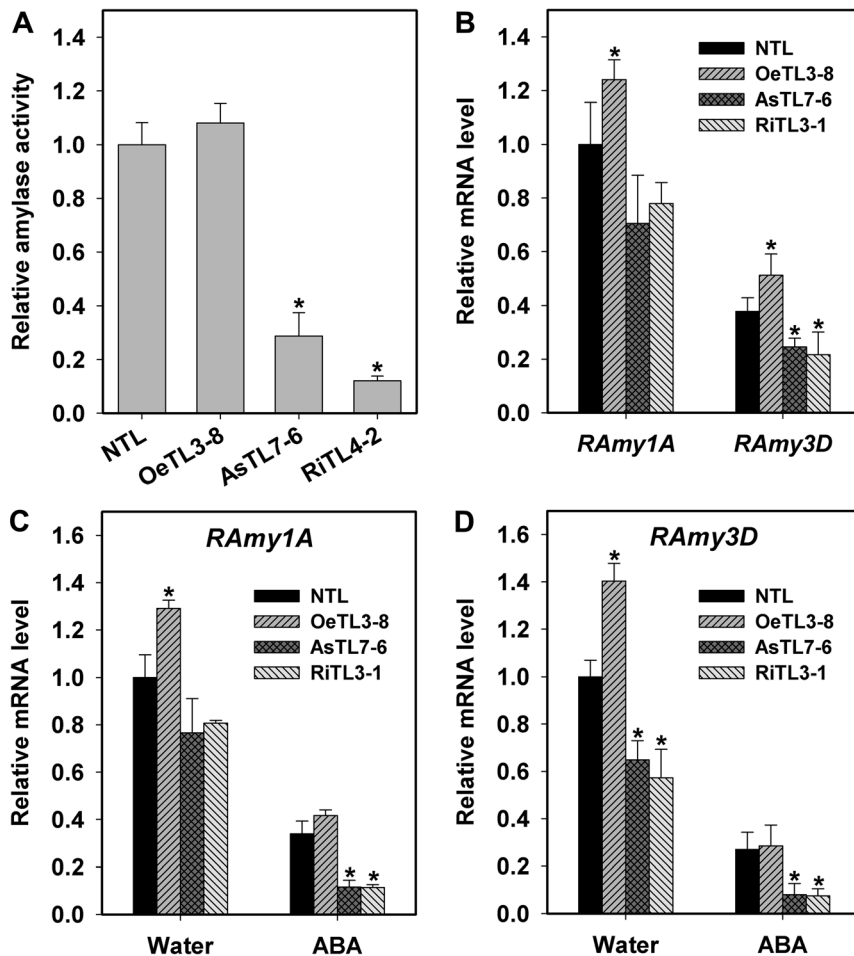 A
Relative amylase activity
1.4
1.2
1.0
0.8
0.6
0.4
0.2
0.0
*
*
NTL
OeTL3-8
AsTL7-6
RiTL4-2
B
Relative mRNA level
1.4
1.2
1.0
0.8
0.6
0.4
0.2
0.0
NTL
OeTL3-8
AsTL7-6
RiTL3-1
*
*
* *
RAmy1A RAmy3D
C
RAmy1A
Relative mRNA level
1.6
1.4
1.2
1.0
0.8
0.6
0.4
0.2
0.0
NTL
OeTL3-8
AsTL7-6
RiTL3-1
*
* *
Water ABA
D
RAmy3D
Relative mRNA level
1.6
1.4
1.2
1.0
0.8
0.6
0.4
0.2
0.0
NTL
OeTL3-8
AsTL7-6
RiTL3-1
*
* *
* *
Water ABA